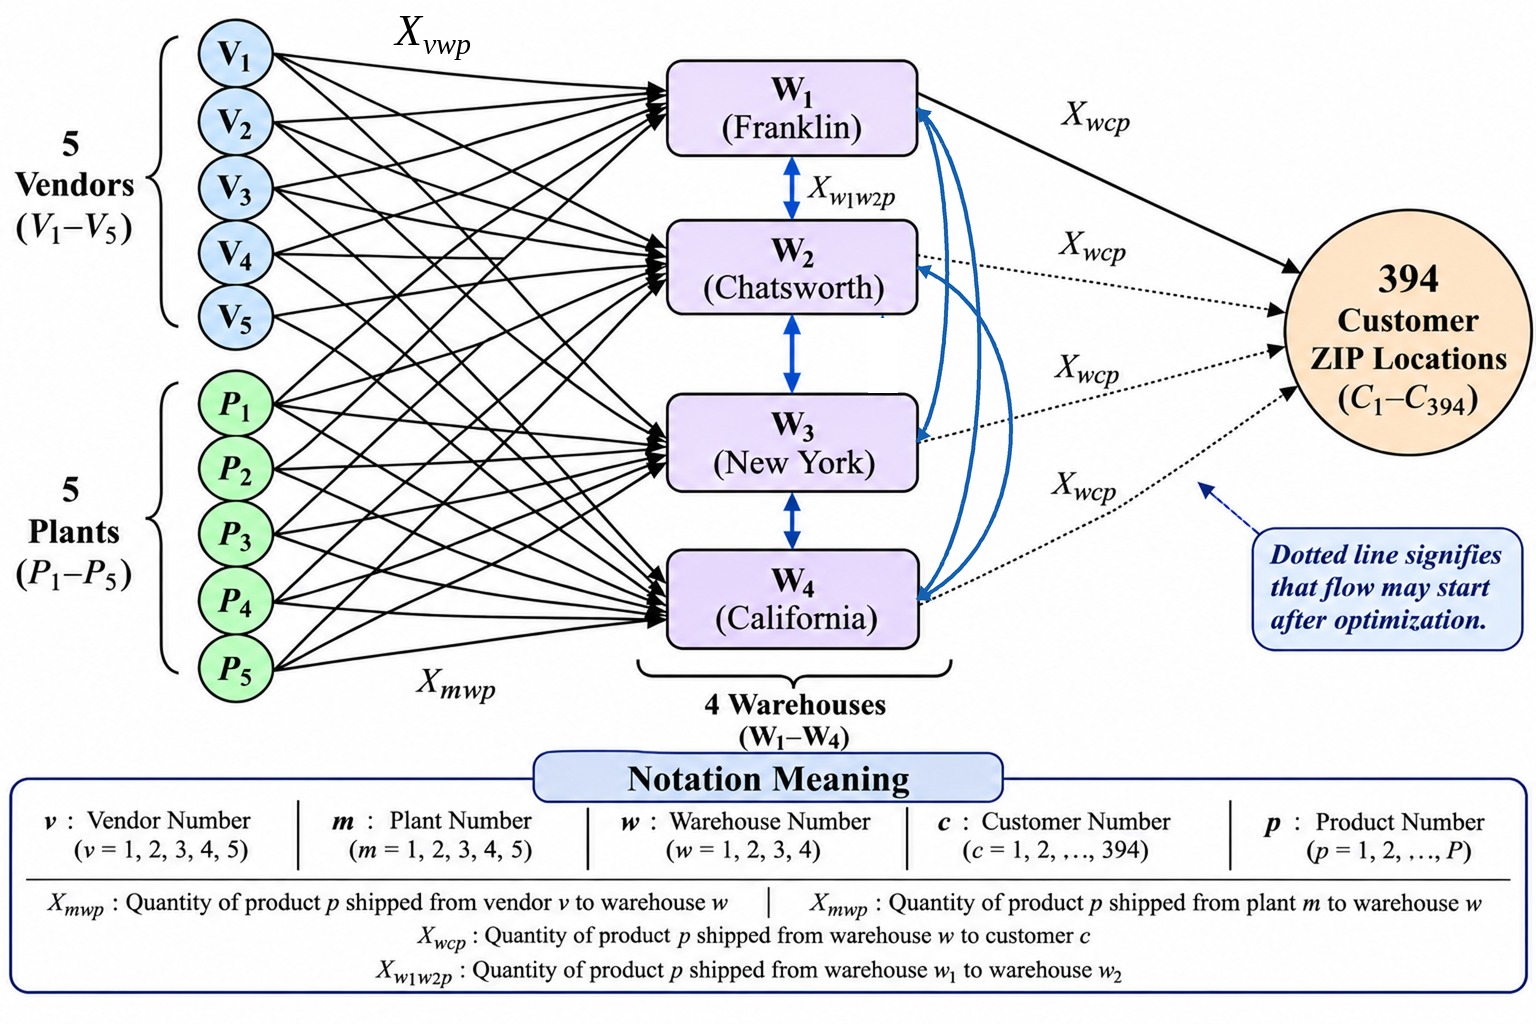 X_vwp
V₁
V₂
V₃
V₄
V₅
5
Vendors
(V₁–V₅)
P₁
P₂
P₃
P₄
P₅
5
Plants
(P₁–P₅)
X_mwp
W₁
(Franklin)
X_w₁w₂p
W₂
(Chatsworth)
W₃
(New York)
W₄
(California)
4 Warehouses
(W₁–W₄)
X_wcp
X_wcp
X_wcp
X_wcp
394
Customer
ZIP Locations
(C₁–C₃₉₄)
Dotted line signifies
that flow may start
after optimization.
Notation Meaning
v : Vendor Number
(v = 1, 2, 3, 4, 5)
m : Plant Number
(m = 1, 2, 3, 4, 5)
w : Warehouse Number
(w = 1, 2, 3, 4)
c : Customer Number
(c = 1, 2, ..., 394)
p : Product Number
(p = 1, 2, ..., P)
X_mwp : Quantity of product p shipped from vendor v to warehouse w
X_mwp : Quantity of product p shipped from plant m to warehouse w
X_wcp : Quantity of product p shipped from warehouse w to customer c
X_w₁w₂p : Quantity of product p shipped from warehouse w₁ to warehouse w₂